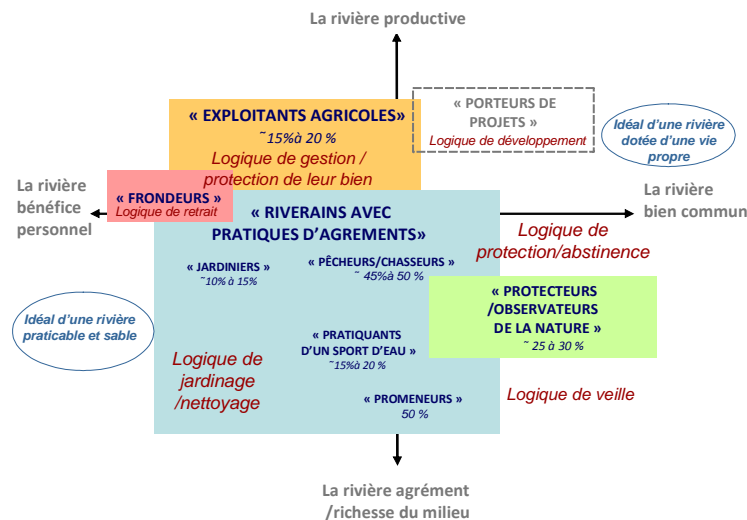 La rivière productive
« EXPLOITANTS AGRICOLES»
~15%à 20 %
Logique de gestion /
protection de leur bien
« PORTEURS DE
PROJETS »
Logique de développement
Idéal d'une rivière
dotée d'une vie
propre
La rivière
bénéfice
personnel
« FRONDEURS »
Logique de retrait
La rivière
bien commun
« RIVERAINS AVEC
PRATIQUES D'AGREMENTS»
Logique de
protection/abstinence
« JARDINIERS »
~10% à 15%
« PÊCHEURS/CHASSEURS »
~ 45%à 50 %
« PROTECTEURS
/OBSERVATEURS
DE LA NATURE »
~ 25 à 30 %
Idéal d'une rivière
praticable et sable
« PRATIQUANTS
D'UN SPORT D'EAU »
~15%à 20 %
Logique de
jardinage
/nettoyage
« PROMENEURS »
50 %
Logique de veille
La rivière agrément
/richesse du milieu